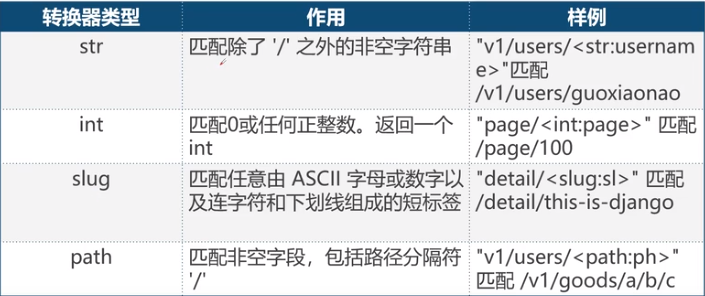 转换器类型 作用 样例
str 匹配除了 '/' 之外的非空字符串 "v1/users/<str:usernam
e>"匹配
/v1/users/guoxiaonao
int 匹配0或任何正整数。返回一个 "page/<int:page>" 匹配
int /page/100
slug 匹配任意由 ASCII 字母或数字以 "detail/<slug:sl>" 匹配
及连字符和下划线组成的短标签 /detail/this-is-django
path 匹配非空字段，包括路径分隔符 "v1/users/<path:ph>"
'/' 匹配 /v1/goods/a/b/c